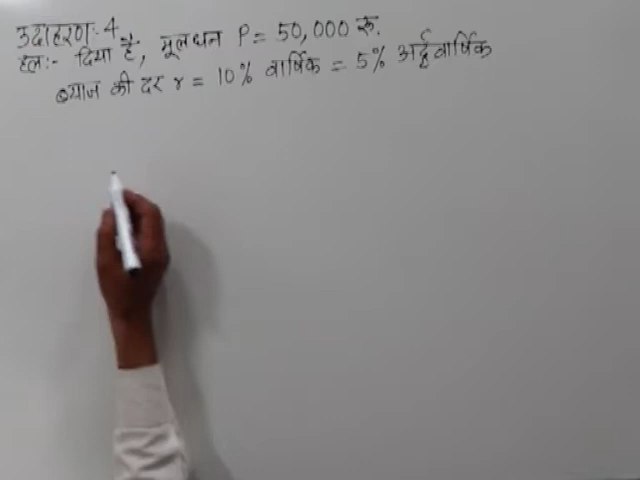 उदाहरण:-4
हल:- दिया है, मूलधन P = 50,000 रू.
ब्याज की दर r = 10% वार्षिक = 5% अर्द्धवार्षिक